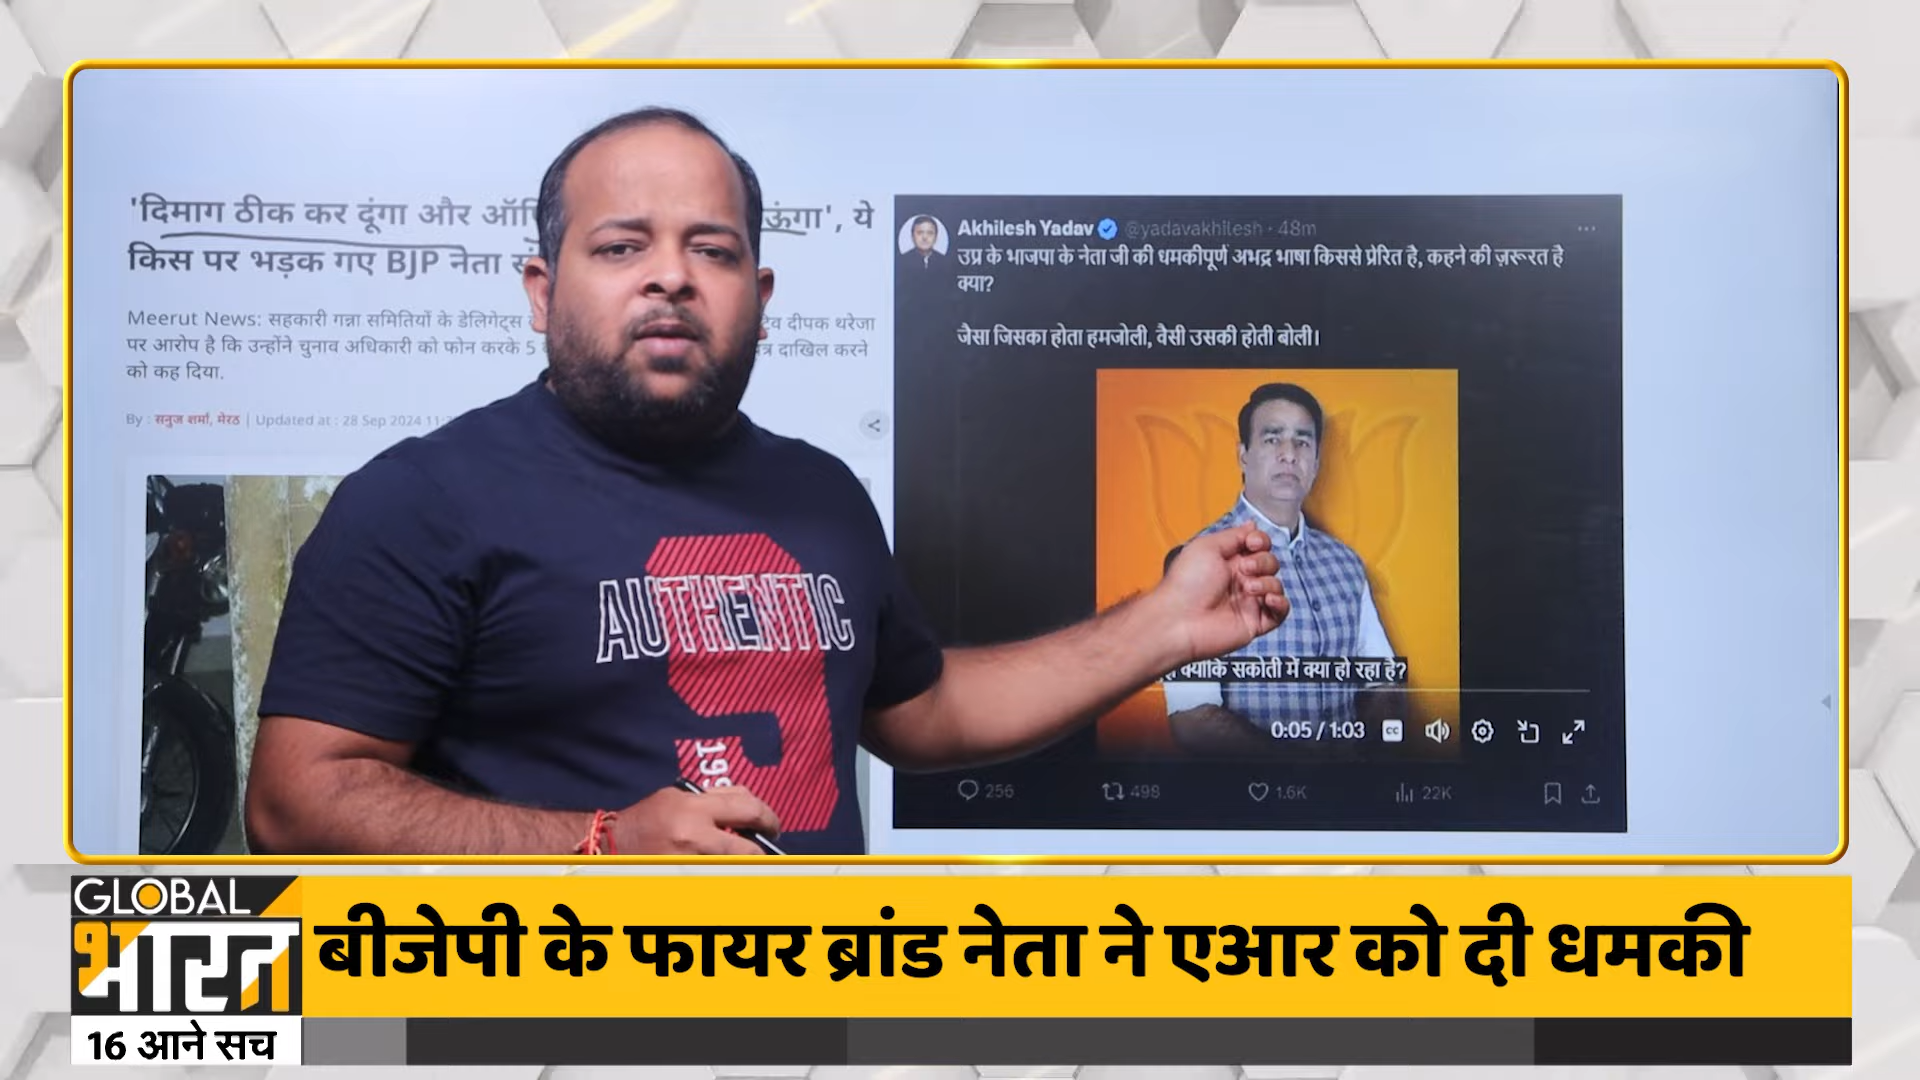 'दिमाग ठीक कर दूंगा और
ऊंगा', ये
किस पर भड़क गए BJP नेता
Meerut News: सहकारी गन्ना समितियों के डेलिगेट्स
दीपक थरेजा
पर आरोप है कि उन्होंने चुनाव अधिकारी को फोन करके 5
दाखिल करने
को कह दिया.
By : सनुज शर्मा, मेरठ | Updated at : 28 Sep 2024
Akhilesh Yadav @yadavakhilesh · 48m
उप्र के भाजपा के नेता जी की धमकीपूर्ण अभद्र भाषा किससे प्रेरित है, कहने की ज़रूरत है
क्या?
जैसा जिसका होता हमजोली, वैसी उसकी होती बोली।
क्योंकि सकोती में क्या हो रहा है?
0:05 / 1:03 CC
256 498 1.6K 22K
AUTHENTIC
9
GLOBAL
भारत
16 आने सच
बीजेपी के फायर ब्रांड नेता ने एआर को दी धमकी